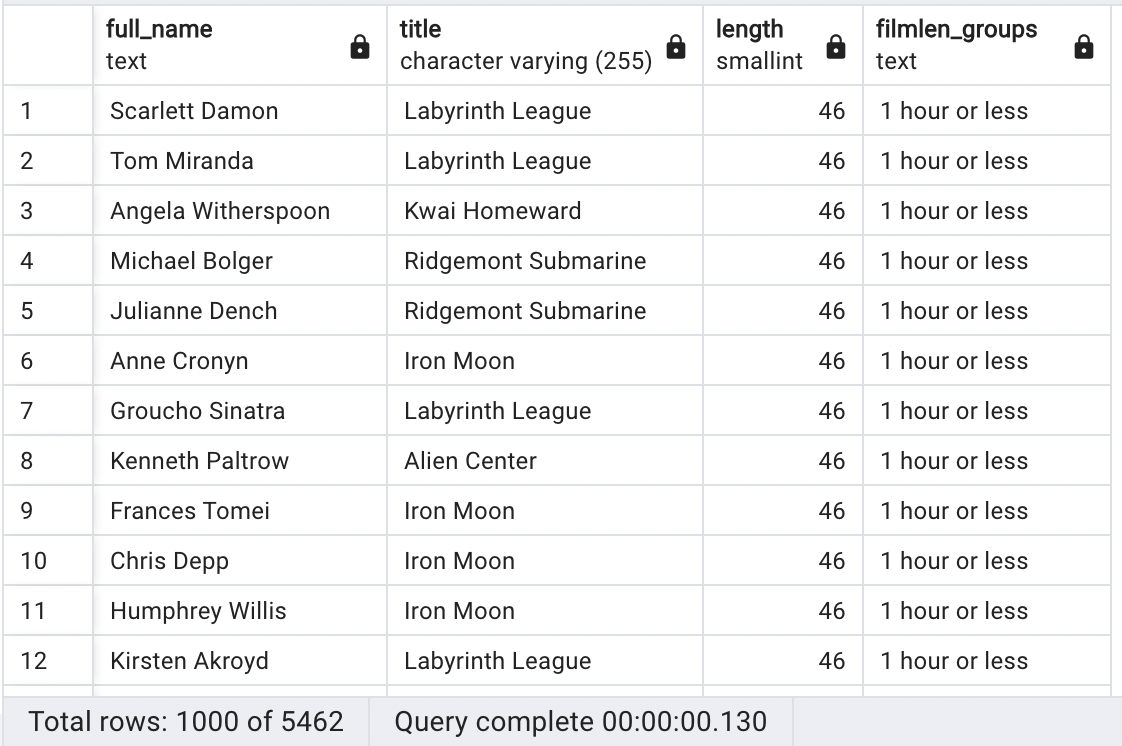 full_name title length filmlen_groups
text character varying (255) smallint text
1 Scarlett Damon Labyrinth League 46 1 hour or less
2 Tom Miranda Labyrinth League 46 1 hour or less
3 Angela Witherspoon Kwai Homeward 46 1 hour or less
4 Michael Bolger Ridgemont Submarine 46 1 hour or less
5 Julianne Dench Ridgemont Submarine 46 1 hour or less
6 Anne Cronyn Iron Moon 46 1 hour or less
7 Groucho Sinatra Labyrinth League 46 1 hour or less
8 Kenneth Paltrow Alien Center 46 1 hour or less
9 Frances Tomei Iron Moon 46 1 hour or less
10 Chris Depp Iron Moon 46 1 hour or less
11 Humphrey Willis Iron Moon 46 1 hour or less
12 Kirsten Akroyd Labyrinth League 46 1 hour or less
Total rows: 1000 of 5462 Query complete 00:00:00.130